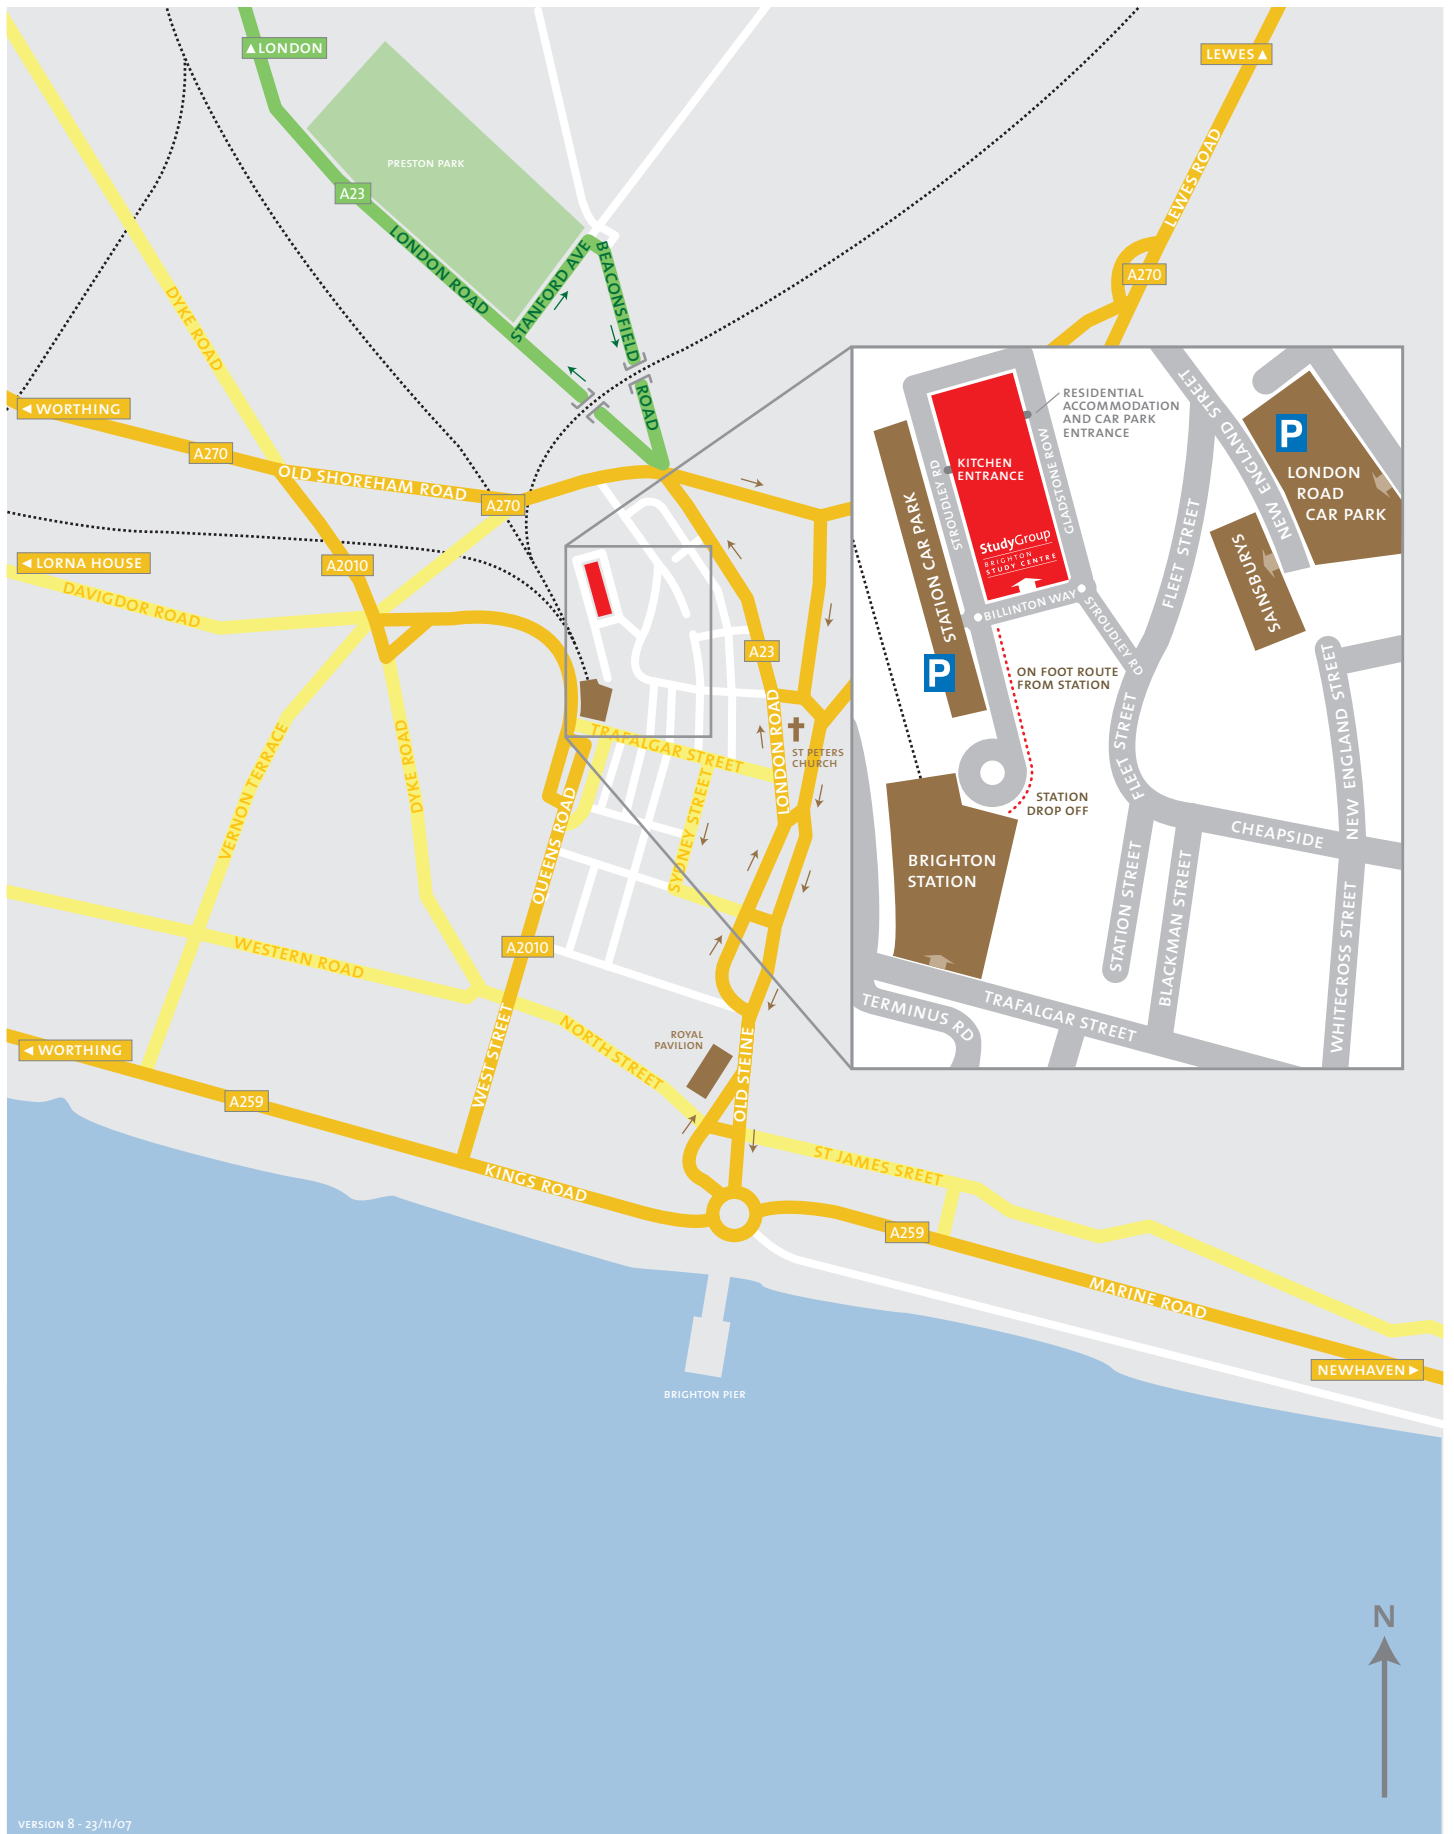 ▲LONDON
LEWES▲
PRESTON PARK
A23
LEWES ROAD
LONDON ROAD
STANFORD AVE
BEACONSFIELD
ROAD
A270
DYKE ROAD
◄WORTHING
A270
OLD SHOREHAM ROAD
A270
◄LORNA HOUSE
A2010
DAVIGDOR ROAD
A23
LONDON ROAD
ST PETERS
CHURCH
TRAFALGAR STREET
VERNON TERRACE
DYKE ROAD
SYDNEY STREET
QUEENS ROAD
A2010
WESTERN ROAD
NORTH STREET
WEST STREET
ROYAL
PAVILION
OLD STEINE
◄WORTHING
A259
KINGS ROAD
ST JAMES SREET
A259
MARINE ROAD
NEWHAVEN►
BRIGHTON PIER
RESIDENTIAL
ACCOMMODATION
AND CAR PARK
ENTRANCE
KITCHEN
ENTRANCE
STROUDLEY RD
GLADSTONE ROW
StudyGroup
BRIGHTON
STUDY CENTRE
BILLINTON WAY
STROUDLEY RD
STATION CAR PARK
P
ON FOOT ROUTE
FROM STATION
STATION
DROP OFF
BRIGHTON
STATION
FLEET STREET
FLEET STREET
NEW ENGLAND STREET
P
LONDON
ROAD
CAR PARK
SAINSBURYS
NEW ENGLAND STREET
CHEAPSIDE
STATION STREET
BLACKMAN STREET
WHITECROSS STREET
TRAFALGAR STREET
TERMINUS RD
N
VERSION 8 - 23/11/07